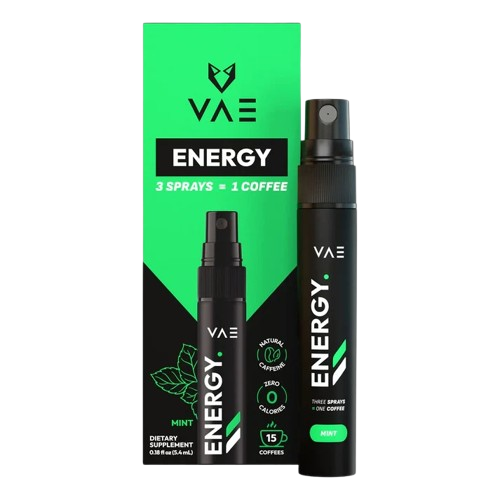 VAE
ENERGY
3 SPRAYS = 1 COFFEE
VAE
ENERGY.
NATURAL
CAFFEINE
ZERO
0
CALORIES
15
COFFEES
MINT
DIETARY
SUPPLEMENT
0.18 fl oz (5.4 mL)
VAE
ENERGY.
THREE SPRAYS
= ONE COFFEE
MINT